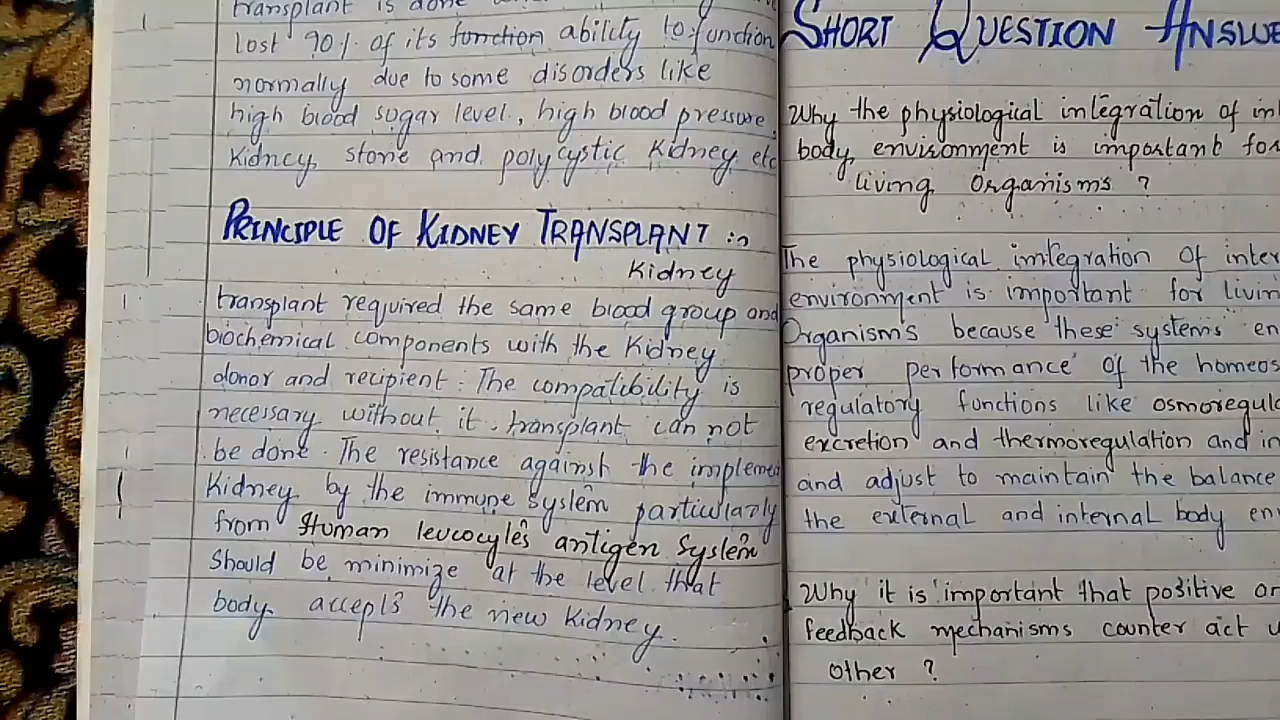 transplant is done
lost 90% of its function ability to function
normally due to some disorders like
high blood sugar level, high blood pressure,
Kidney stone and polycystic Kidney etc
PRINCIPLE OF KIDNEY TRANSPLANT :~
Kidney
transplant required the same blood group and
biochemical components with the Kidney
donor and recipient. The compatibility is
necessary without it transplant can not
be done. The resistance against the implemed
Kidney by the immune system particularly
from Human leucocytes antigen system
should be minimize at the level that
body accepts the new Kidney.
SHORT QUESTION ANSWE
Why the physiological integration of in
body environment is important for
living organisms ?
The physiological integration of inter
environment is important for livin
Organisms because these systems en
proper performance of the homeos
regulatory functions like osmoregula
excretion and thermoregulation and in
and adjust to maintain the balance
the external and internal body en
Why it is important that positive or
feedback mechanisms counter act
other ?